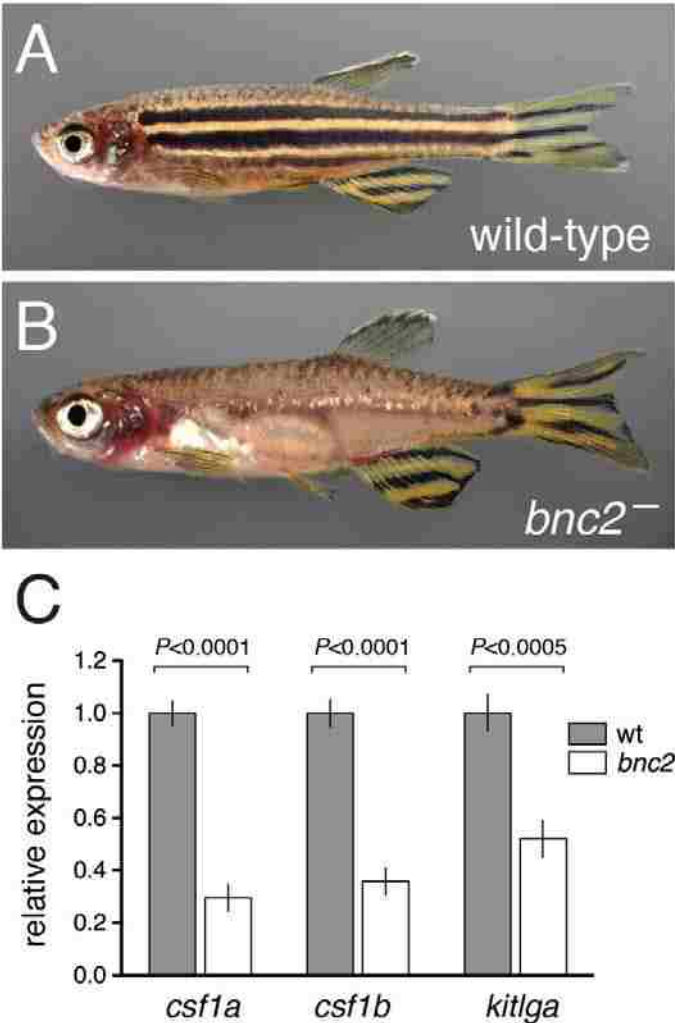 A
wild-type
B
bnc2−
C
P<0.0001 P<0.0001 P<0.0005
1.2
1.0
0.8
0.6
0.4
0.2
0.0
relative expression
wt
bnc2
csf1a csf1b kitlga